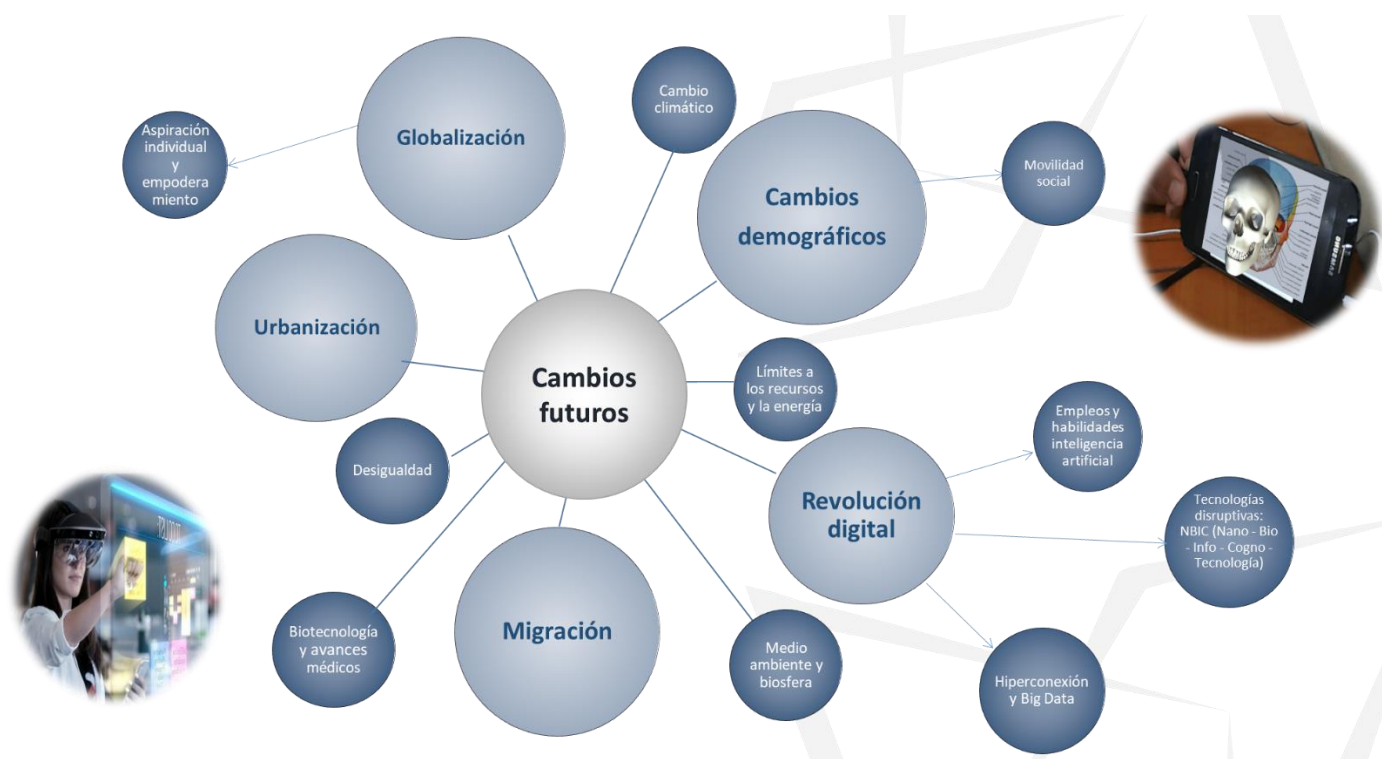 Cambio
climático
Globalización
Aspiración
individual
y
empodera
miento
Cambios
demográficos
Movilidad
social
SAMSUNG
Urbanización
Cambios
futuros
Límites a
los recursos
y la energía
Empleos y
habilidades
inteligencia
artificial
Desigualdad
Revolución
digital
Tecnologías
disruptivas:
NBIC (Nano - Bio
- Info - Cogno -
Tecnología)
Biotecnología
y avances
médicos
Migración
Medio
ambiente y
biosfera
Hiperconexión
y Big Data